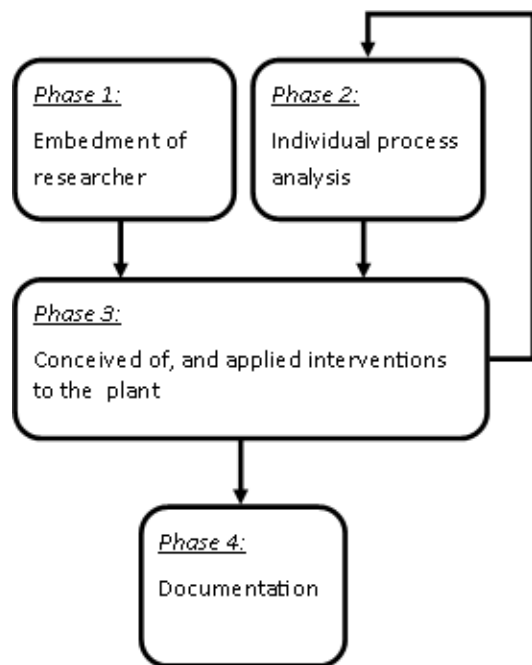 Phase 1:
Embedment of
researcher
Phase 2:
Individual process
analysis
Phase 3:
Conceived of, and applied interventions
to the plant
Phase 4:
Documentation